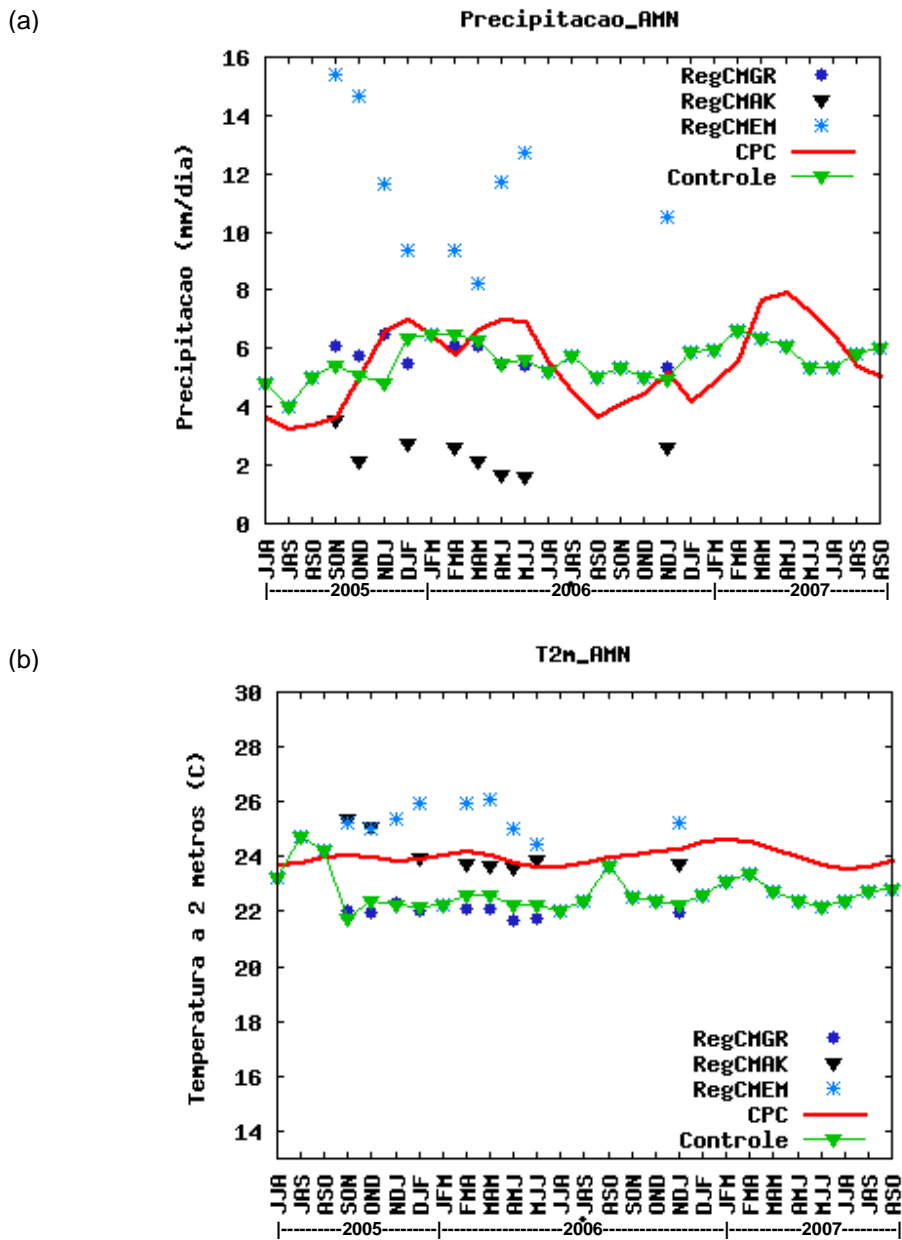 (a)
Precipitacao_AMN
Precipitacao (mm/dia)
16
14
12
10
8
6
4
2
0
RegCMGR
RegCMAK
RegCMEM
CPC
Controle
JJA JAS ASO SON OND NDJ DJF JFM FMA MAM AMJ MJJ JJA JAS ASO SON OND NDJ DJF JFM FMA MAM AMJ MJJ JJA JAS ASO
|-----------2005----------|------------------------2006----------------------|-------------2007-----------|
(b)
T2m_AMN
Temperatura a 2 metros (C)
30
28
26
24
22
20
18
16
14
RegCMGR
RegCMAK
RegCMEM
CPC
Controle
JJA JAS ASO SON OND NDJ DJF JFM FMA MAM AMJ MJJ JJA JAS ASO SON OND NDJ DJF JFM FMA MAM AMJ MJJ JJA JAS ASO
|-----------2005----------|------------------------2006----------------------|-------------2007-----------|